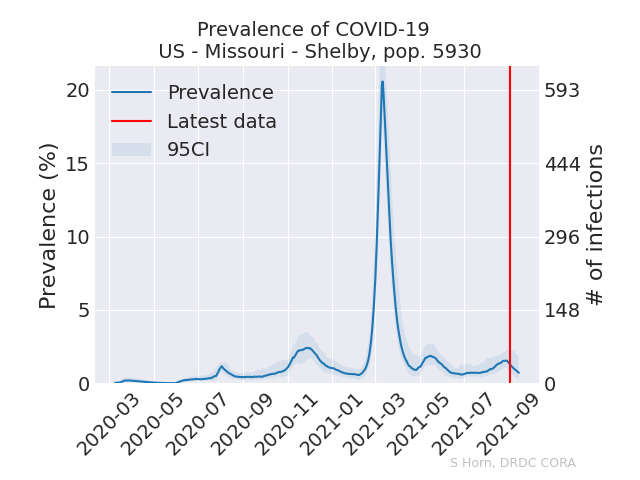 Prevalence of COVID-19
US - Missouri - Shelby, pop. 5930
Prevalence
Latest data
95CI
Prevalence (%)
20
15
10
5
0
593
444
296
148
0
# of infections
2020-03
2020-05
2020-07
2020-09
2020-11
2021-01
2021-03
2021-05
2021-07
2021-09
S Horn, DRDC CORA